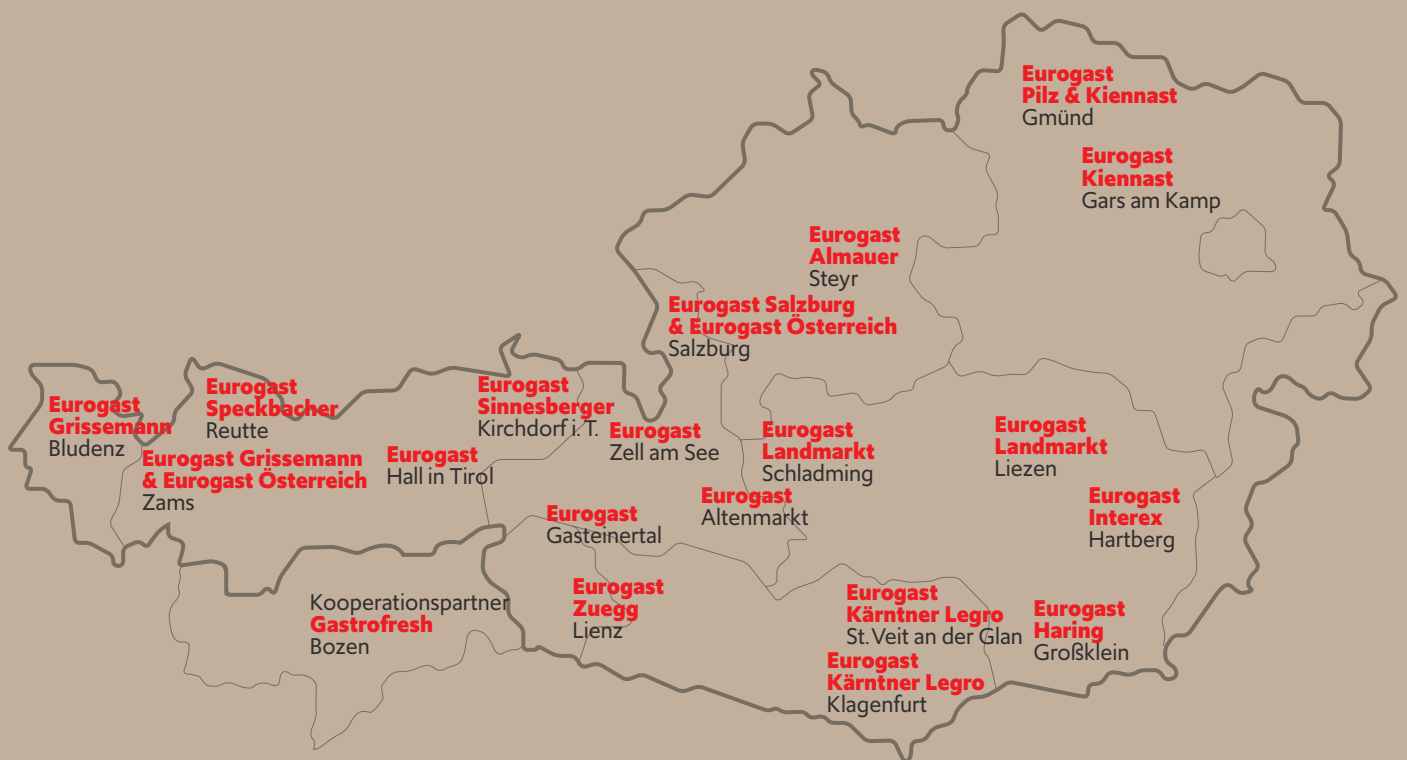 Eurogast
Pilz & Kiennast
Gmünd
Eurogast
Kiennast
Gars am Kamp
Eurogast
Almauer
Steyr
Eurogast Salzburg
& Eurogast Österreich
Salzburg
Eurogast
Grissemann
Bludenz
Eurogast
Speckbacher
Reutte
Eurogast Grissemann
& Eurogast Österreich
Zams
Eurogast
Hall in Tirol
Eurogast
Sinnesberger
Kirchdorf i. T.
Eurogast
Zell am See
Eurogast
Landmarkt
Schladming
Eurogast
Landmarkt
Liezen
Eurogast
Altenmarkt
Eurogast
Interex
Hartberg
Eurogast
Gasteinertal
Kooperationspartner
Gastrofresh
Bozen
Eurogast
Zuegg
Lienz
Eurogast
Kärntner Legro
St. Veit an der Glan
Eurogast
Kärntner Legro
Klagenfurt
Eurogast
Haring
Großklein